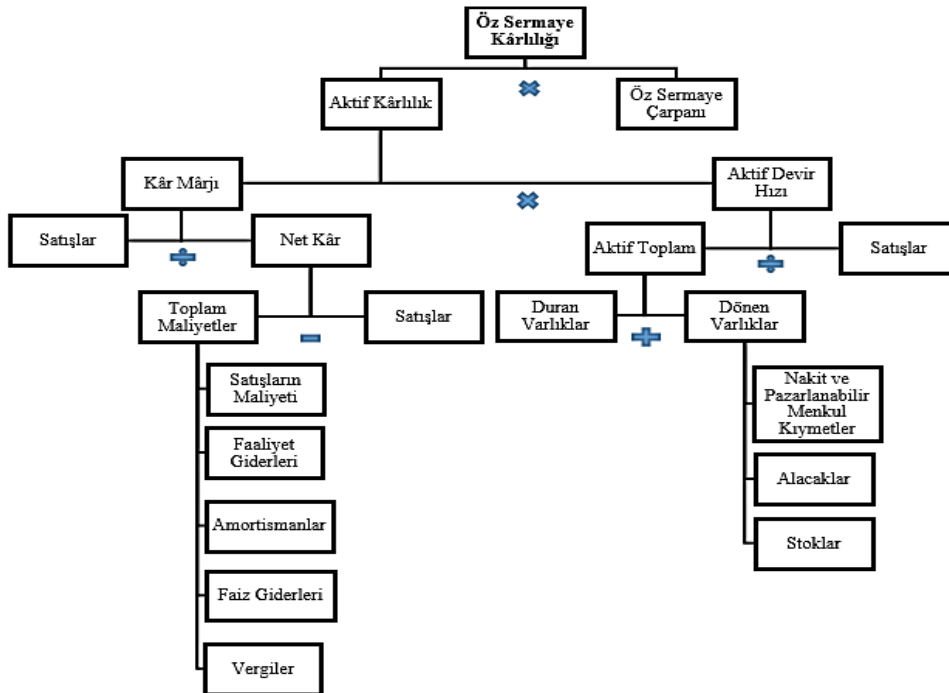 Öz Sermaye
Kârlılığı
Aktif Kârlılık
Öz Sermaye
Çarpanı
Kâr Mârjı
Aktif Devir
Hızı
Satışlar
Net Kâr
Aktif Toplam
Satışlar
Toplam
Maliyetler
Satışlar
Duran
Varlıklar
Dönen
Varlıklar
Satışların
Maliyeti
Nakit ve
Pazarlanabilir
Menkul
Kıymetler
Faaliyet
Giderleri
Alacaklar
Amortismanlar
Stoklar
Faiz Giderleri
Vergiler